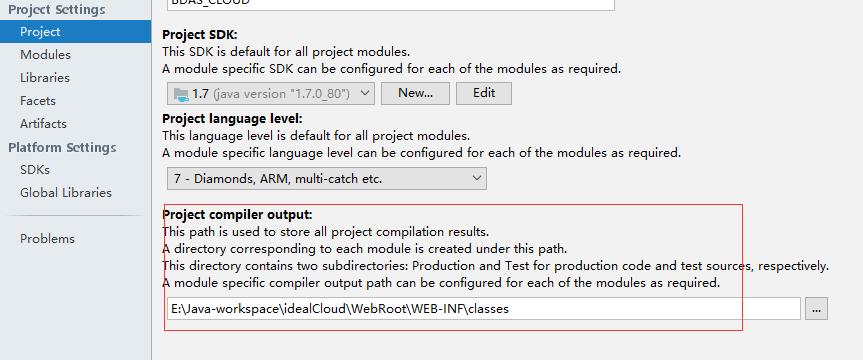 Project Settings
Project
Modules
Libraries
Facets
Artifacts
Platform Settings
SDKs
Global Libraries
Problems
BDAS_CLOUD
Project SDK:
This SDK is default for all project modules.
A module specific SDK can be configured for each of the modules as required.
1.7 (java version "1.7.0_80") New... Edit
Project language level:
This language level is default for all project modules.
A module specific language level can be configured for each of the modules as required.
7 - Diamonds, ARM, multi-catch etc.
Project compiler output:
This path is used to store all project compilation results.
A directory corresponding to each module is created under this path.
This directory contains two subdirectories: Production and Test for production code and test sources, respectively.
A module specific compiler output path can be configured for each of the modules as required.
E:\Java-workspace\idealCloud\WebRoot\WEB-INF\classes ...